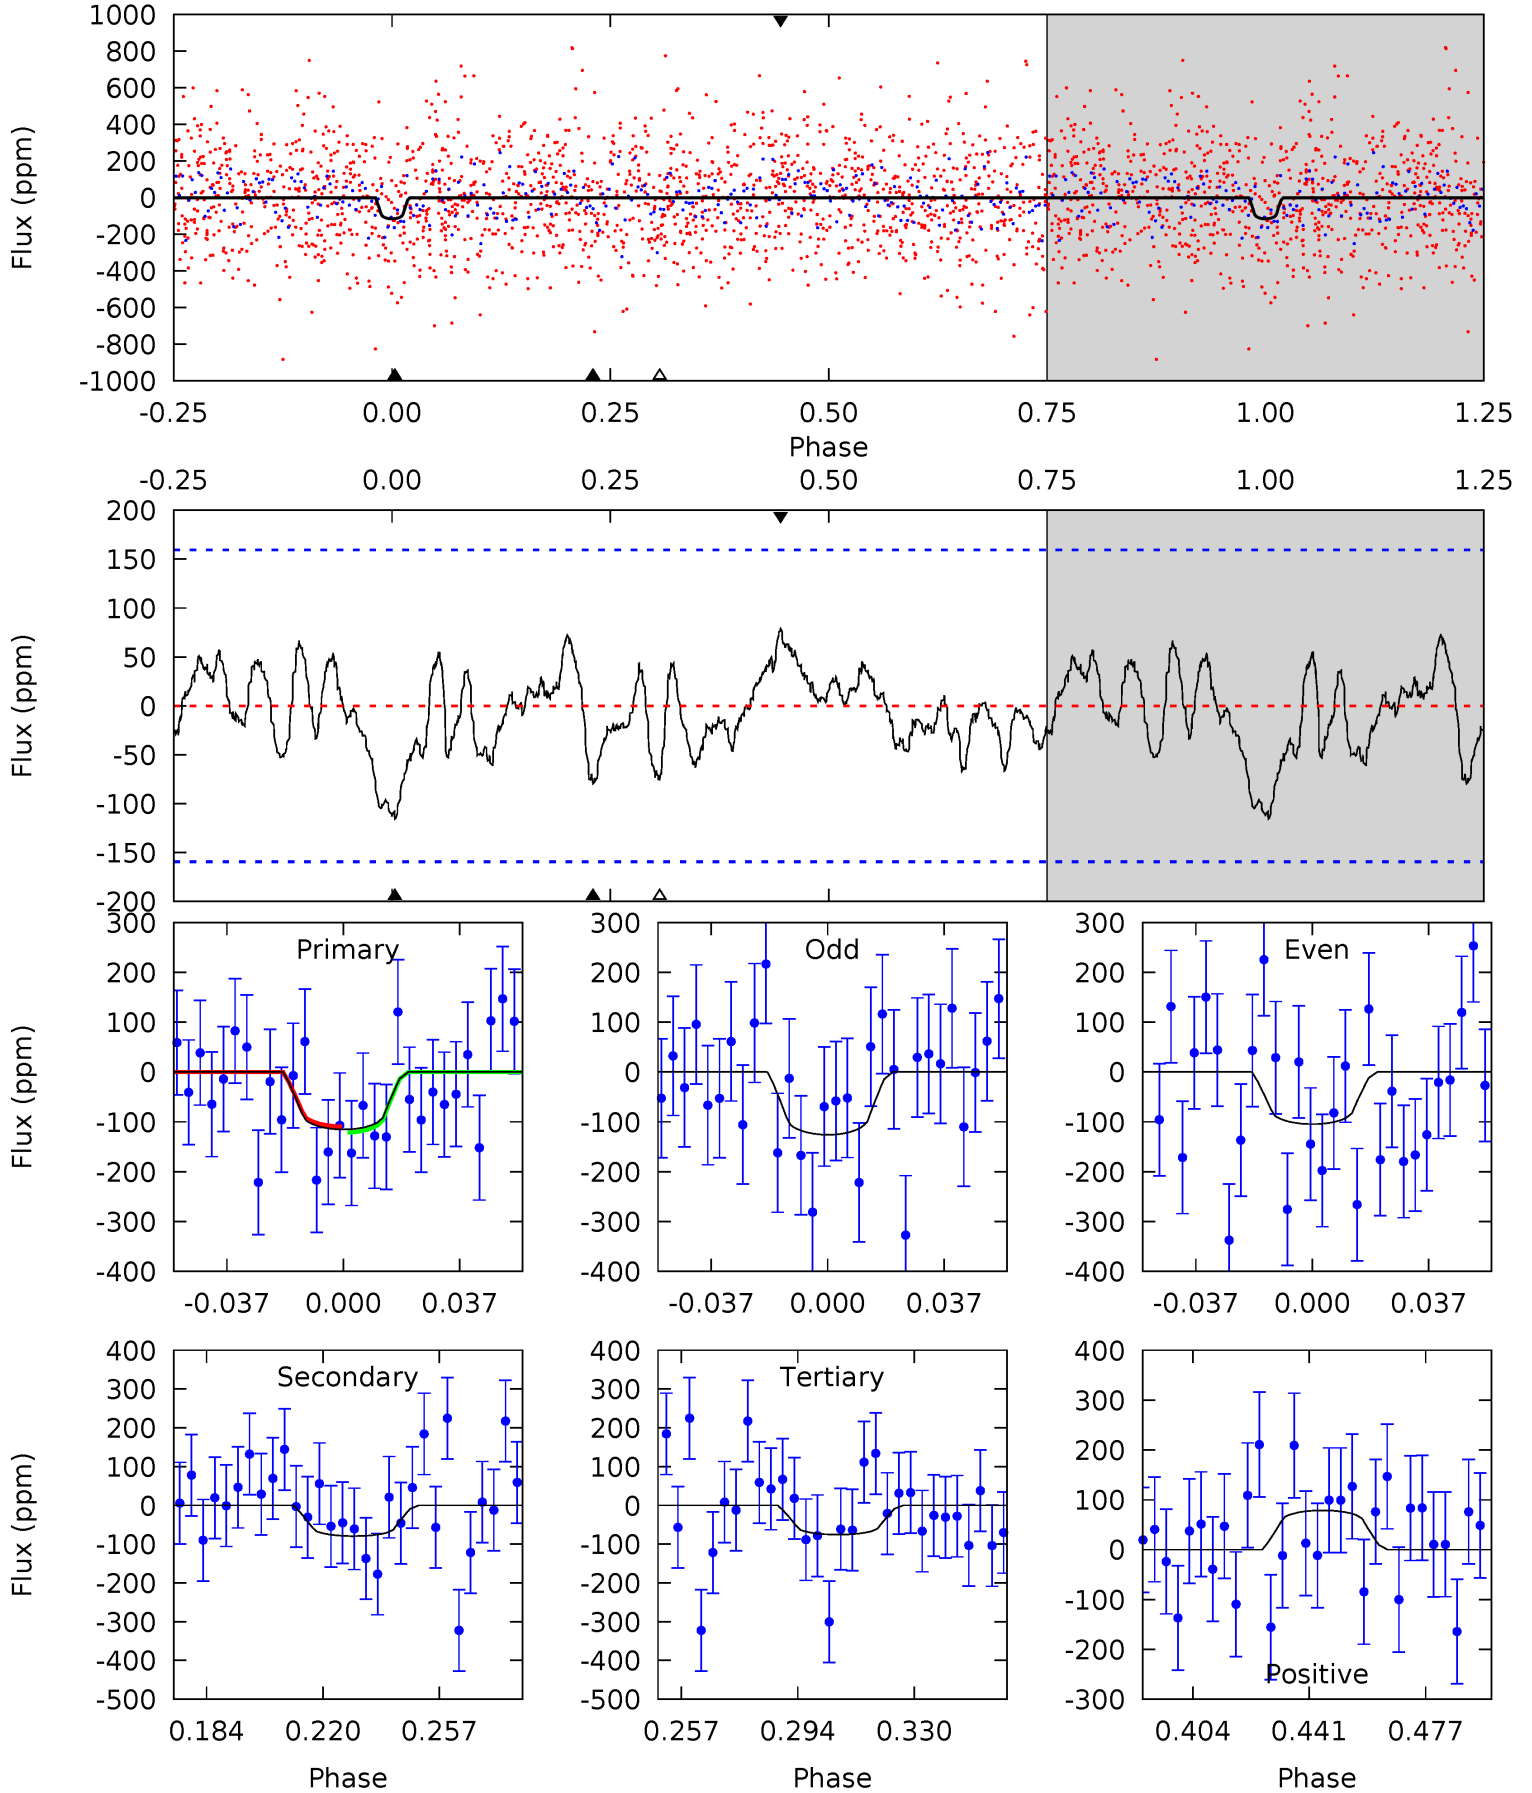 1000
800
600
400
200
0
-200
-400
-600
-800
-1000
Flux (ppm)
-0.25 0.00 0.25 0.50 0.75 1.00 1.25
Phase
-0.25 0.00 0.25 0.50 0.75 1.00 1.25
200
150
100
50
0
-50
-100
-150
-200
Flux (ppm)
Primary Odd Even
300 300 300
200 200 200
100 100 100
0 0 0
-100 -100 -100
-200 -200 -200
-300 -300 -300
-400 -400 -400
Flux (ppm)
-0.037 0.000 0.037 -0.037 0.000 0.037 -0.037 0.000 0.037
Secondary Tertiary Positive
400 400 400
300 300 300
200 200 200
100 100 100
0 0 0
-100 -100 -100
-200 -200 -200
-300 -300 -300
-400 -400
-500 -500
Flux (ppm)
0.184 0.220 0.257 0.257 0.294 0.330 0.404 0.441 0.477
Phase Phase Phase